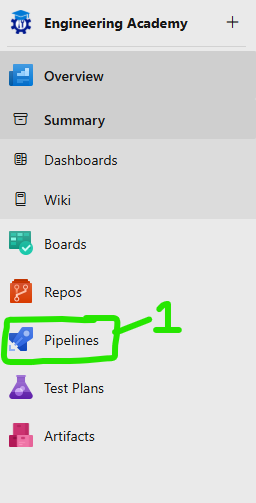 Engineering Academy +
Overview
Summary
Dashboards
Wiki
Boards
Repos
Pipelines 1
Test Plans
Artifacts